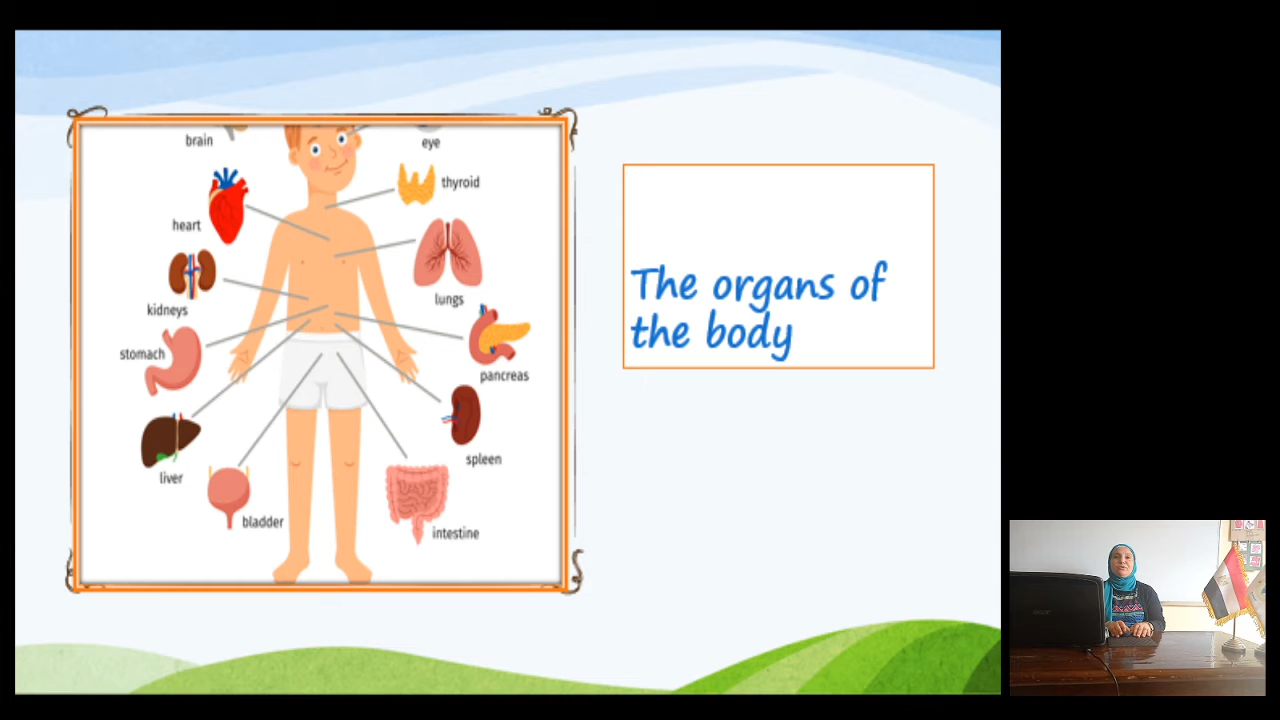 brain
eye
thyroid
heart
lungs
kidneys
stomach
pancreas
liver
spleen
bladder
intestine
The organs of
the body